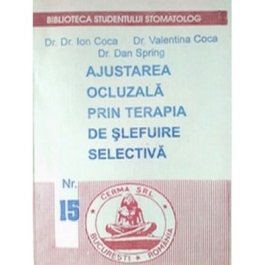 BIBLIOTECA STUDENTULUI STOMATOLOG
Dr. Dr. Ion Coca Dr. Valentina Coca
Dr. Dan Spring
AJUSTAREA
OCLUZALĂ
PRIN TERAPIA
DE ŞLEFUIRE
SELECTIVĂ
Nr.
15
CERMA SRL
BUCUREŞTI ROMÂNIA